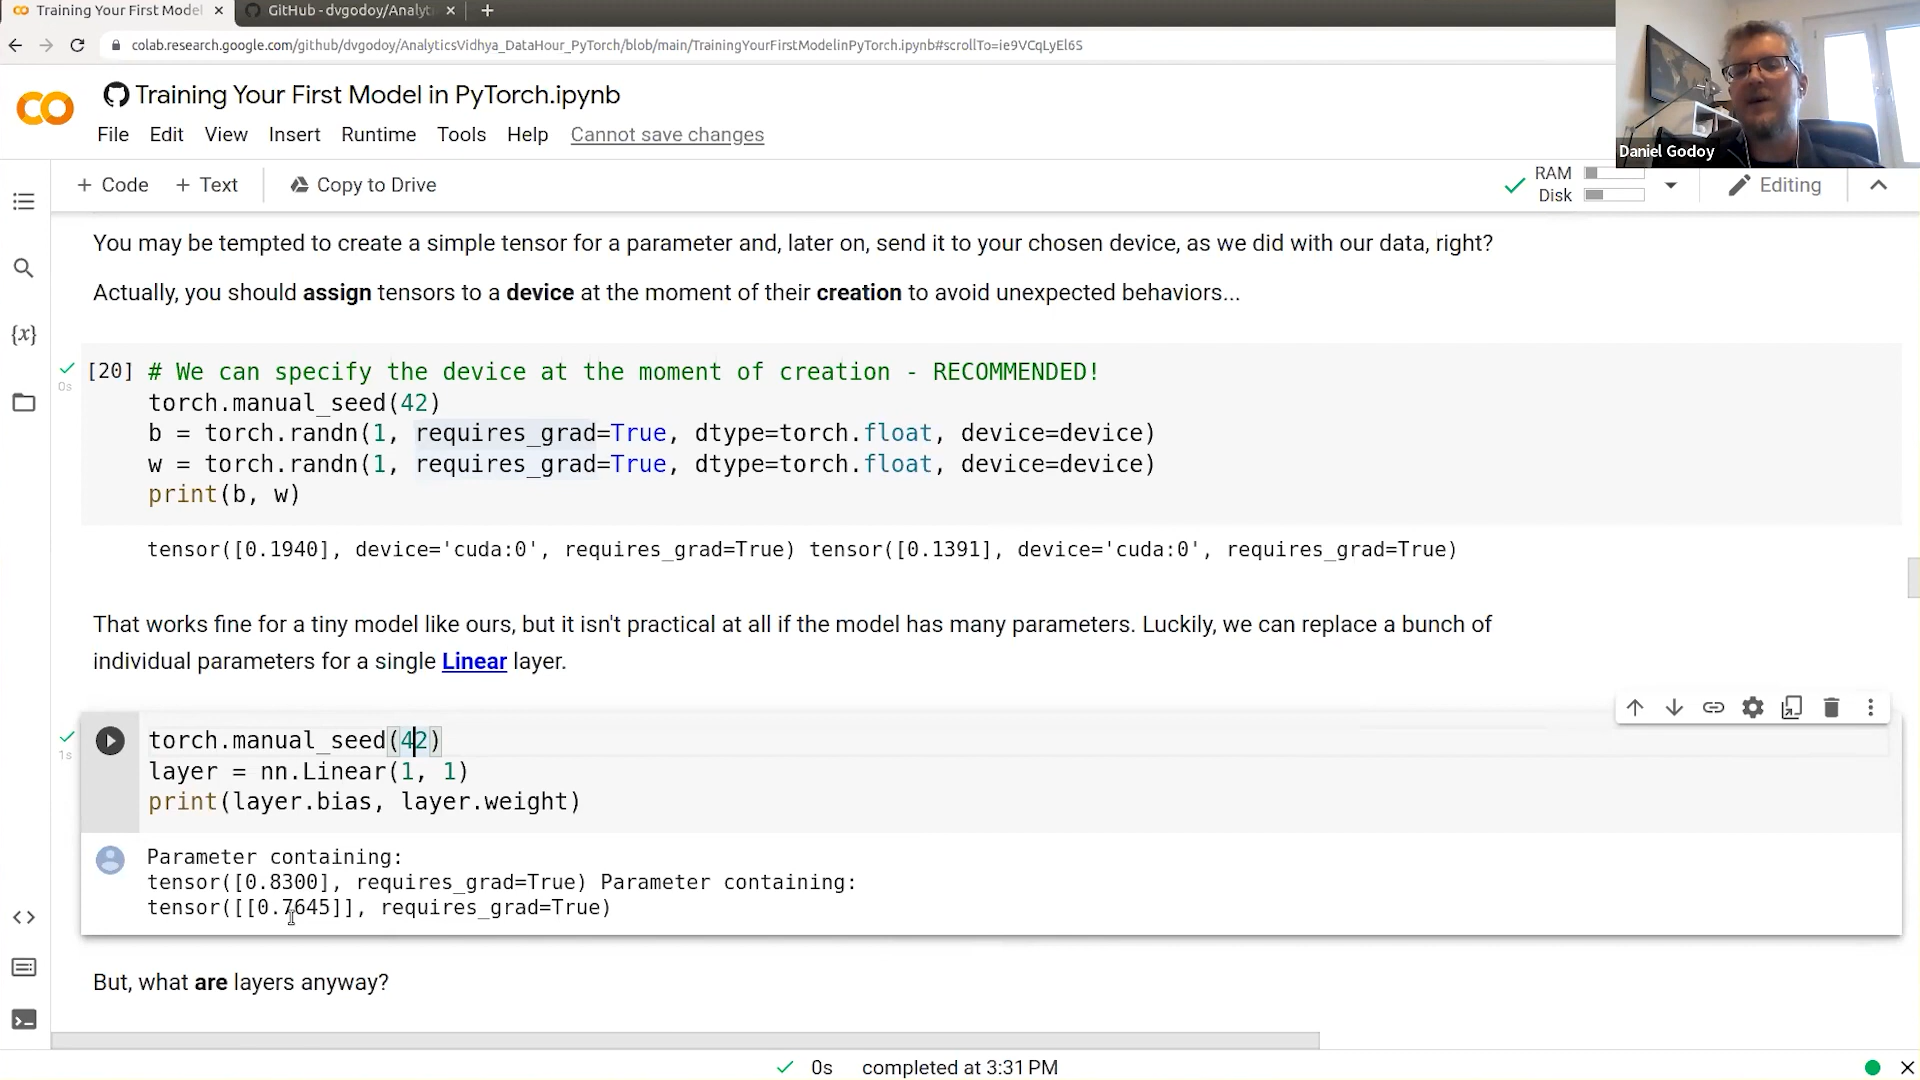 Training Your First Model
GitHub - dvgodoy/Analyt
colab.research.google.com/github/dvgodoy/AnalyticsVidhya_DataHour_PyTorch/blob/main/TrainingYourFirstModelinPyTorch.ipynb#scrollTo=ie9VCqLyEl6S
Daniel Godoy
Training Your First Model in PyTorch.ipynb
File Edit View Insert Runtime Tools Help Cannot save changes
+ Code + Text Copy to Drive
RAM
Disk
Editing
You may be tempted to create a simple tensor for a parameter and, later on, send it to your chosen device, as we did with our data, right?
Actually, you should assign tensors to a device at the moment of their creation to avoid unexpected behaviors...
0s
[20] # We can specify the device at the moment of creation - RECOMMENDED!
torch.manual_seed(42)
b = torch.randn(1, requires_grad=True, dtype=torch.float, device=device)
w = torch.randn(1, requires_grad=True, dtype=torch.float, device=device)
print(b, w)
tensor([0.1940], device='cuda:0', requires_grad=True) tensor([0.1391], device='cuda:0', requires_grad=True)
That works fine for a tiny model like ours, but it isn't practical at all if the model has many parameters. Luckily, we can replace a bunch of
individual parameters for a single Linear layer.
1s
torch.manual_seed(42)
layer = nn.Linear(1, 1)
print(layer.bias, layer.weight)
Parameter containing:
tensor([0.8300], requires_grad=True) Parameter containing:
tensor([[0.7645]], requires_grad=True)
But, what are layers anyway?
0s completed at 3:31 PM